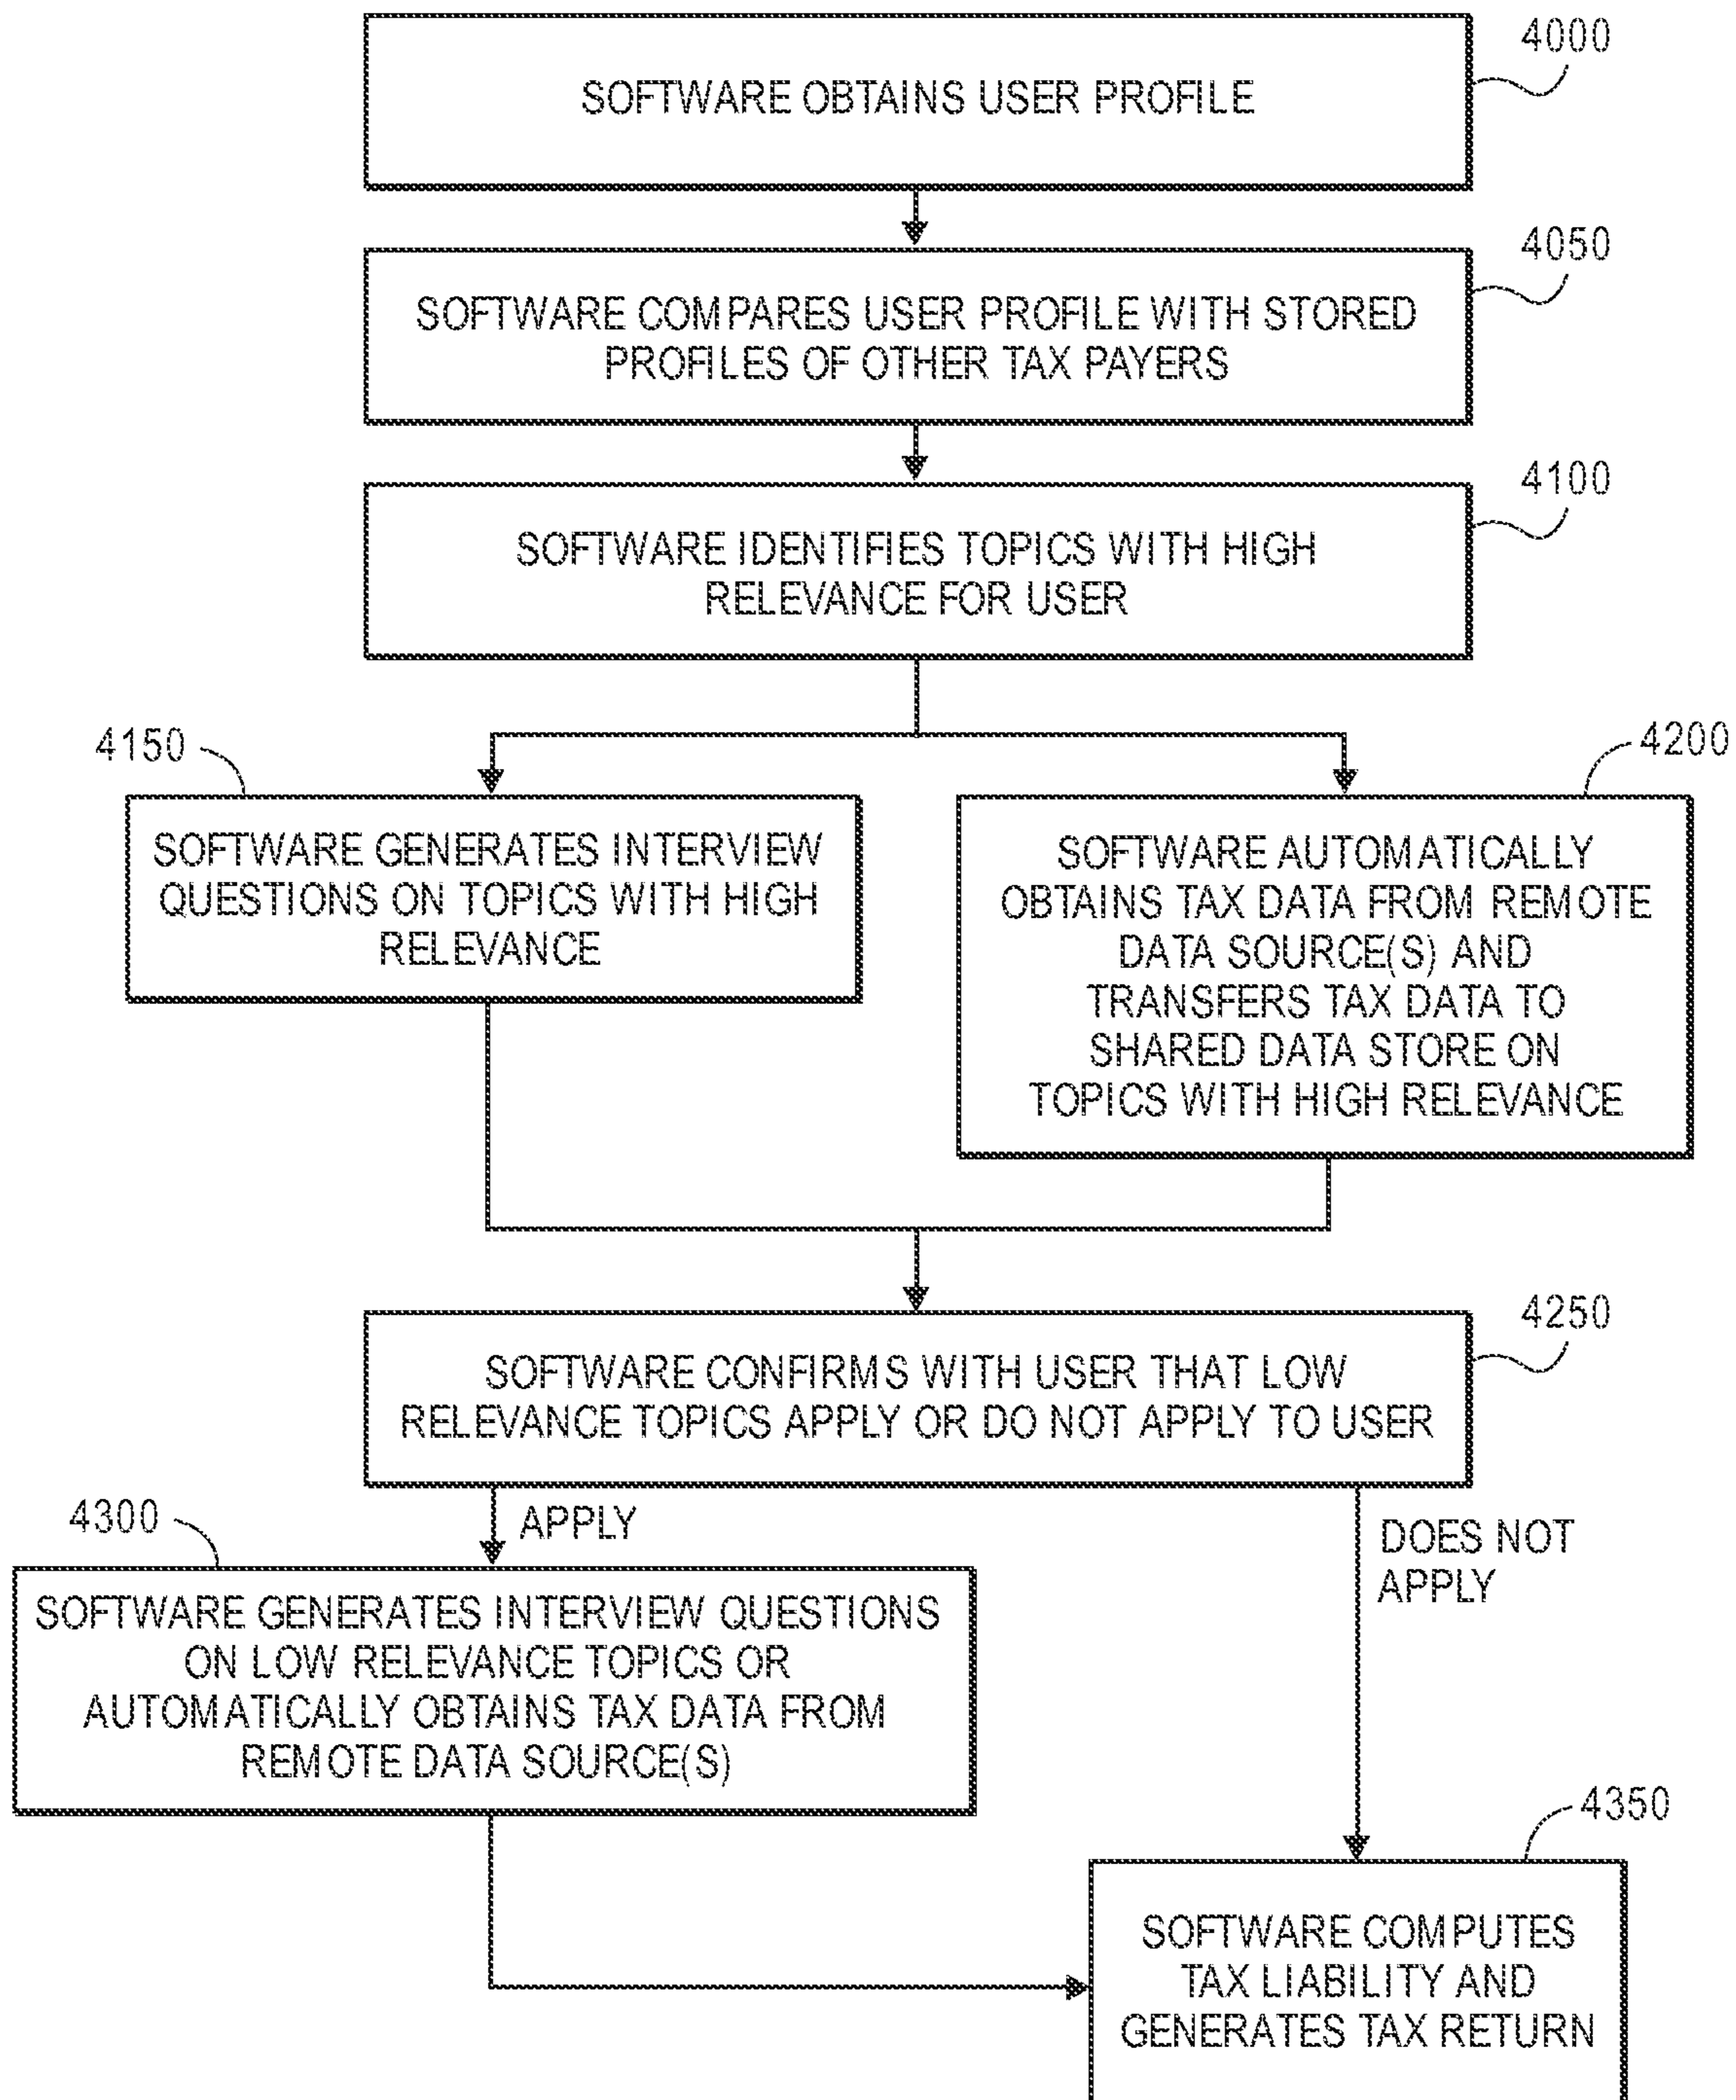 4000
SOFTWARE OBTAINS USER PROFILE
4050
SOFTWARE COMPARES USER PROFILE WITH STORED
PROFILES OF OTHER TAX PAYERS
4100
SOFTWARE IDENTIFIES TOPICS WITH HIGH
RELEVANCE FOR USER
4150
SOFTWARE GENERATES INTERVIEW
QUESTIONS ON TOPICS WITH HIGH
RELEVANCE
4200
SOFTWARE AUTOMATICALLY
OBTAINS TAX DATA FROM REMOTE
DATA SOURCE(S) AND
TRANSFERS TAX DATA TO
SHARED DATA STORE ON
TOPICS WITH HIGH RELEVANCE
4250
SOFTWARE CONFIRMS WITH USER THAT LOW
RELEVANCE TOPICS APPLY OR DO NOT APPLY TO USER
APPLY
DOES NOT
APPLY
4300
SOFTWARE GENERATES INTERVIEW QUESTIONS
ON LOW RELEVANCE TOPICS OR
AUTOMATICALLY OBTAINS TAX DATA FROM
REMOTE DATA SOURCE(S)
4350
SOFTWARE COMPUTES
TAX LIABILITY AND
GENERATES TAX RETURN